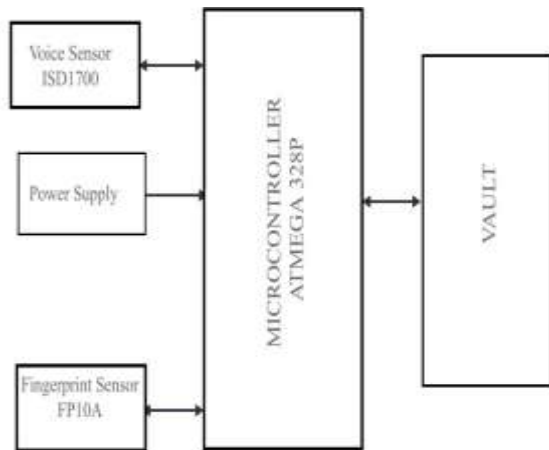 Voice Sensor
ISD1700
Power Supply
Fingerprint Sensor
FP10A
MICROCONTROLLER
ATMEGA 328P
VAULT